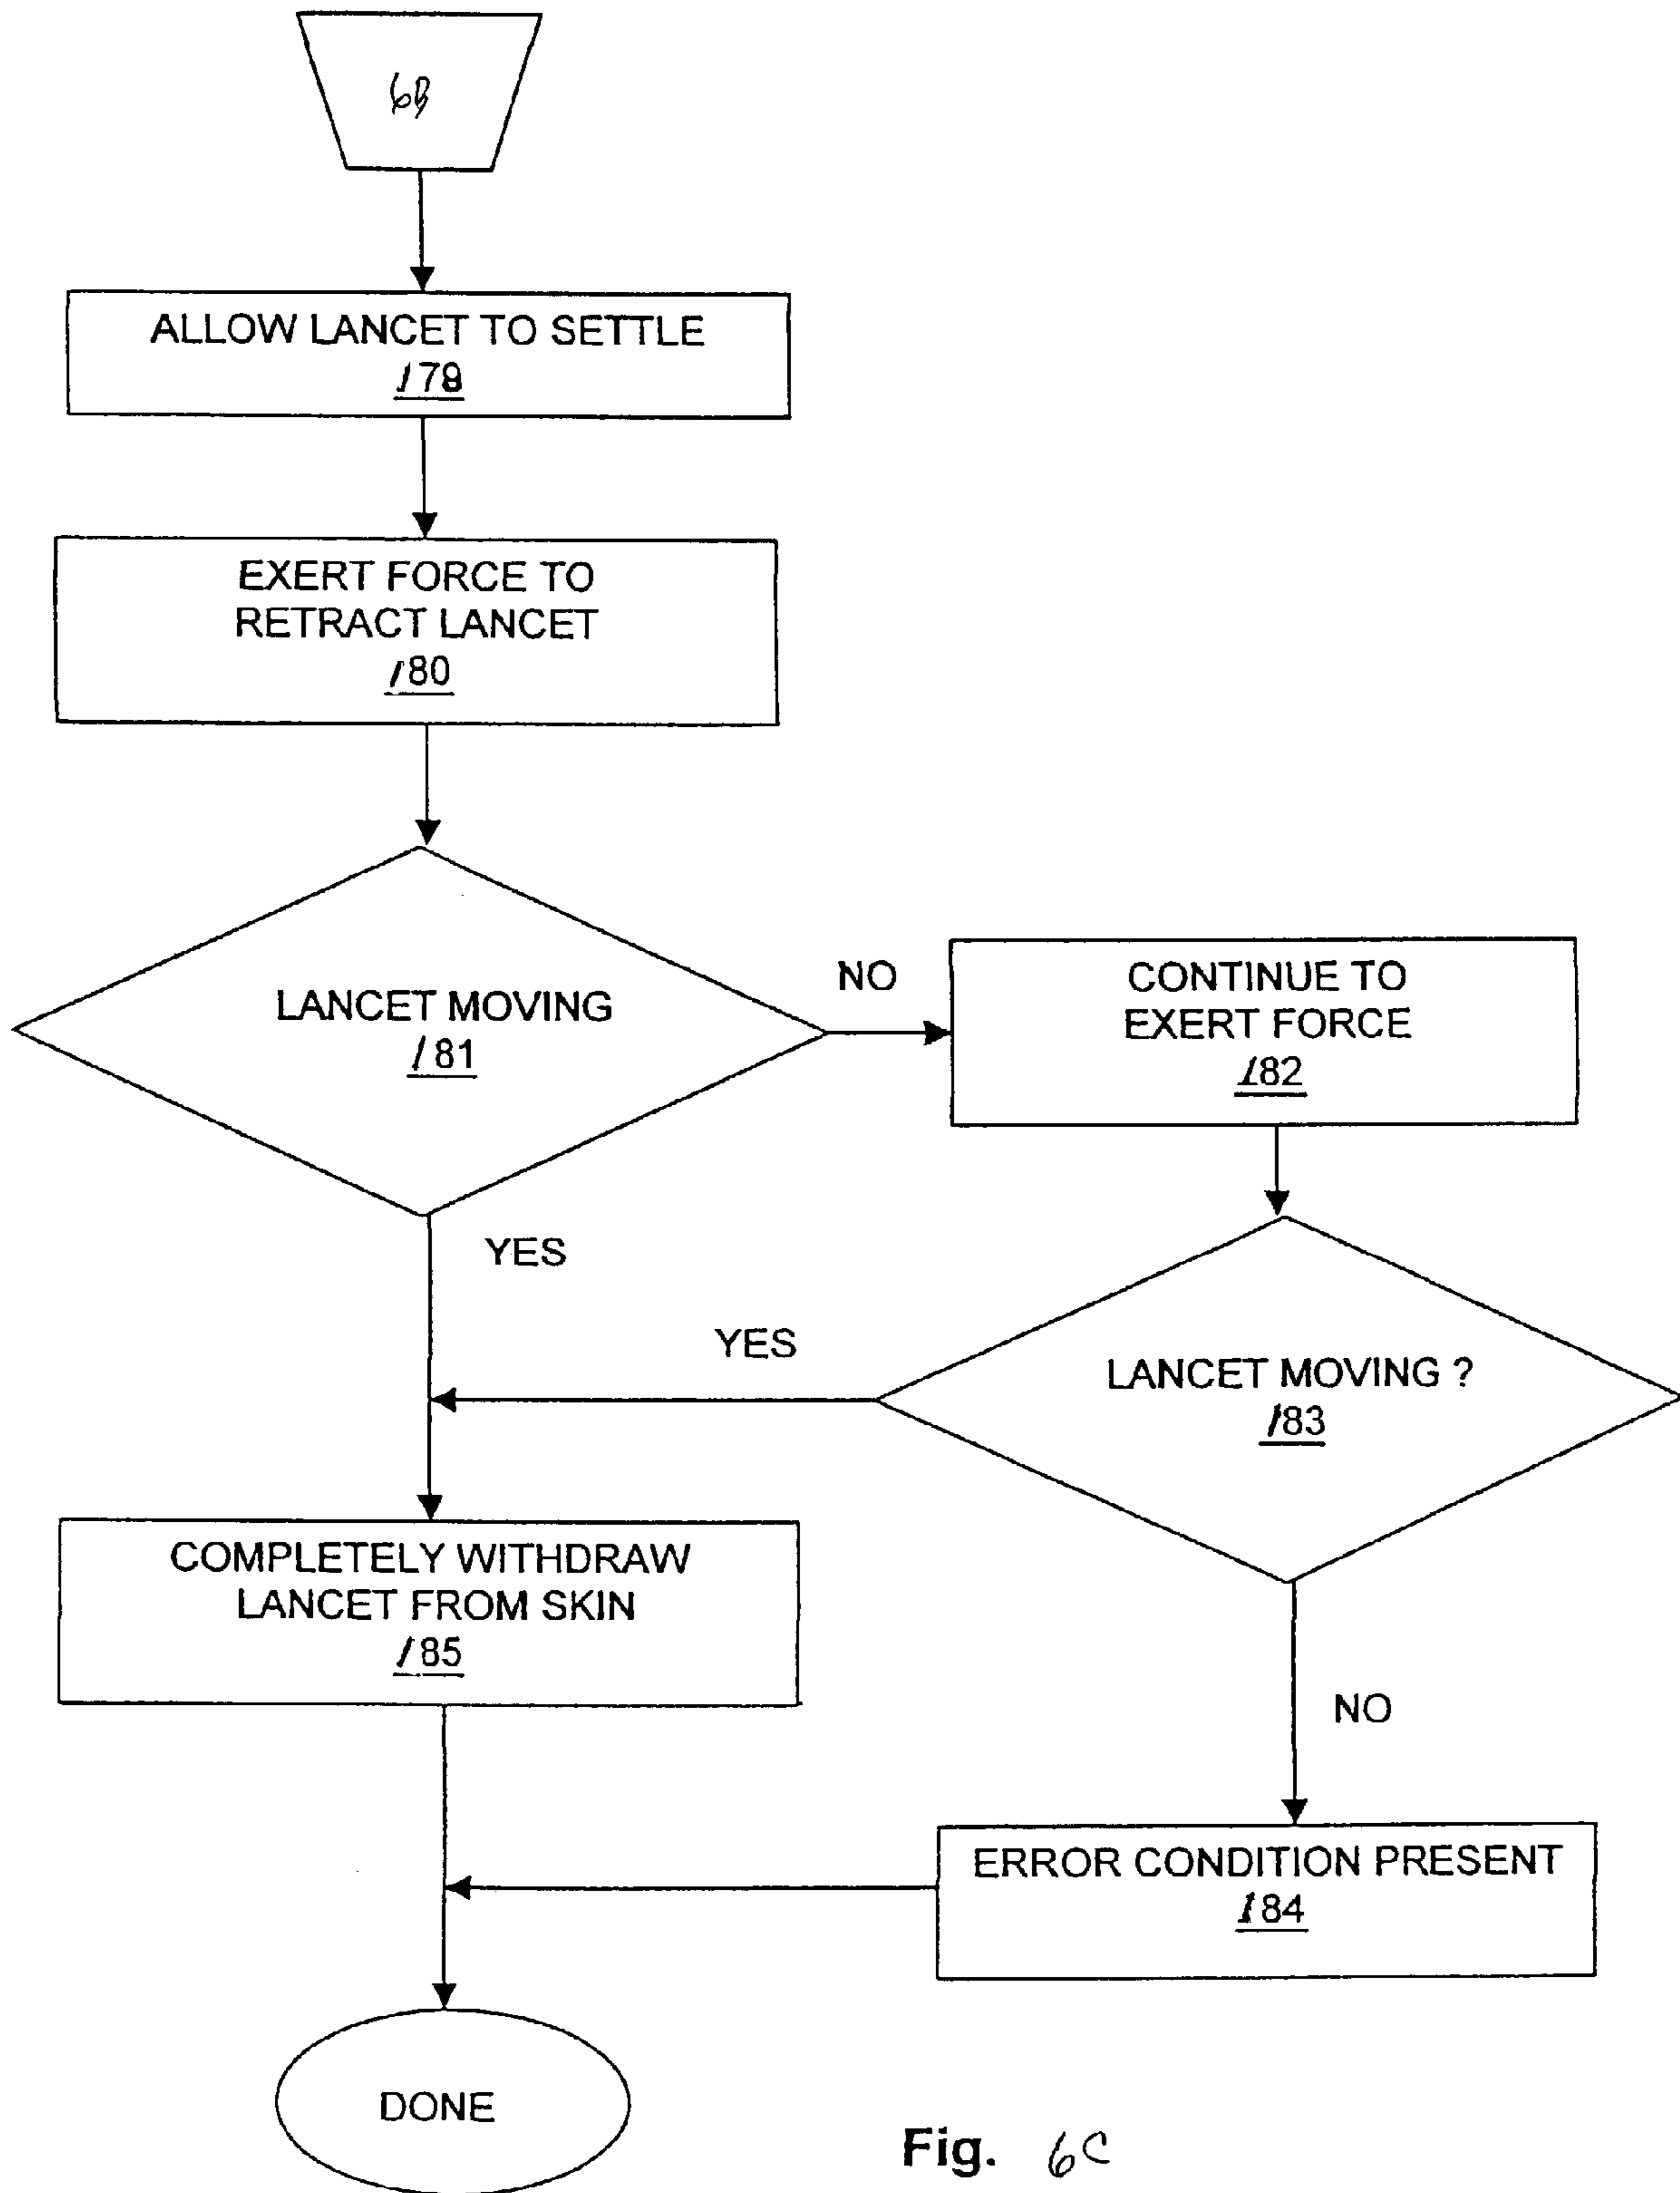 6B
ALLOW LANCET TO SETTLE
179
EXERT FORCE TO
RETRACT LANCET
180
LANCET MOVING
181
NO
CONTINUE TO
EXERT FORCE
182
YES
YES
LANCET MOVING ?
183
COMPLETELY WITHDRAW
LANCET FROM SKIN
185
NO
ERROR CONDITION PRESENT
184
DONE
Fig. 6C